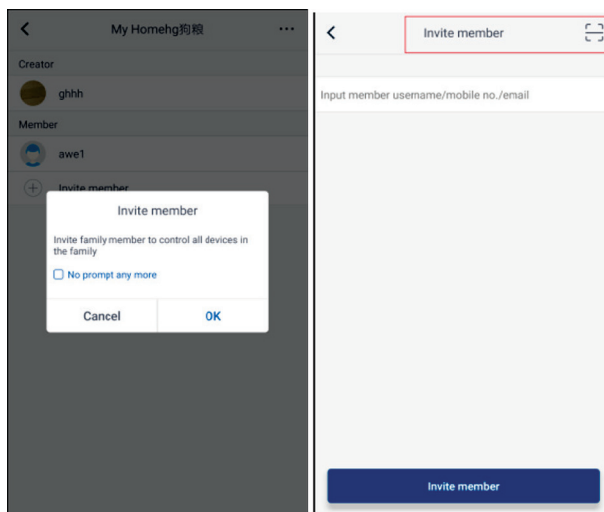 My Homehg狗粮
Creator
ghhh
Member
awe1
Invite member
Invite member
Invite family member to control all devices in
the family
No prompt any more
Cancel
OK
Invite member
Input member username/mobile no./email
Invite member